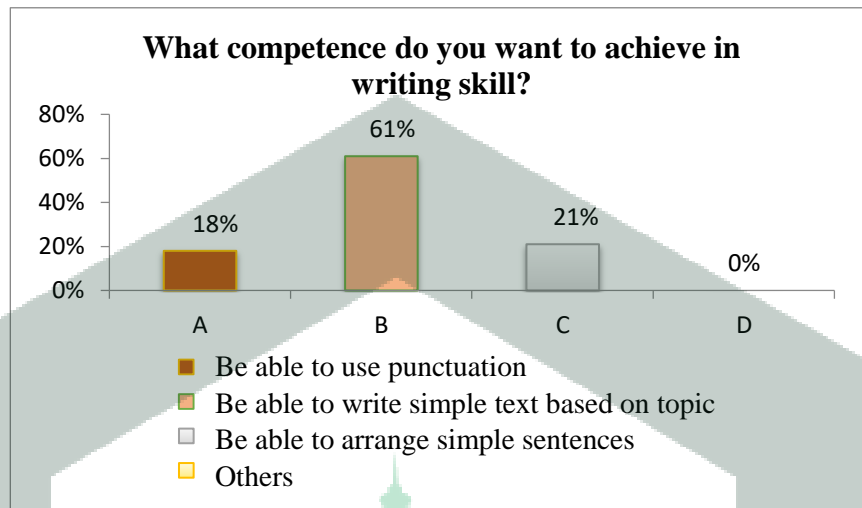 What competence do you want to achieve in
writing skill?
80%
60%
40%
20%
0%
18%
61%
21%
0%
A
B
C
D
Be able to use punctuation
Be able to write simple text based on topic
Be able to arrange simple sentences
Others